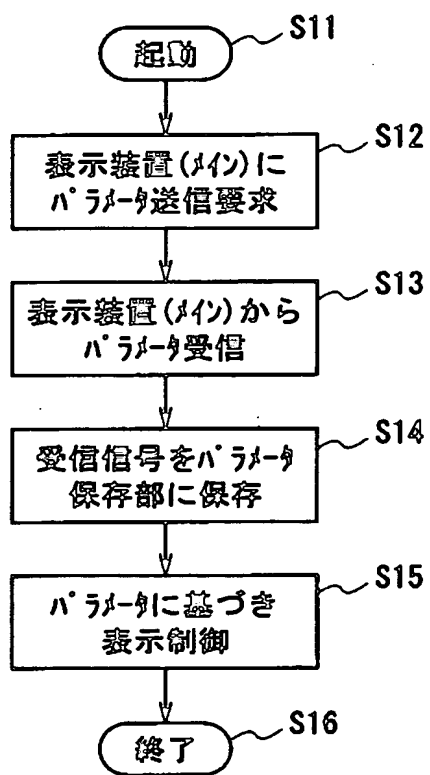 S11
起動
S12
表示装置(ﾒｲﾝ)に
ﾊﾟﾗﾒｰﾀ送信要求
S13
表示装置(ﾒｲﾝ)から
ﾊﾟﾗﾒｰﾀ受信
S14
受信信号をﾊﾟﾗﾒｰﾀ
保存部に保存
S15
ﾊﾟﾗﾒｰﾀに基づき
表示制御
S16
終了